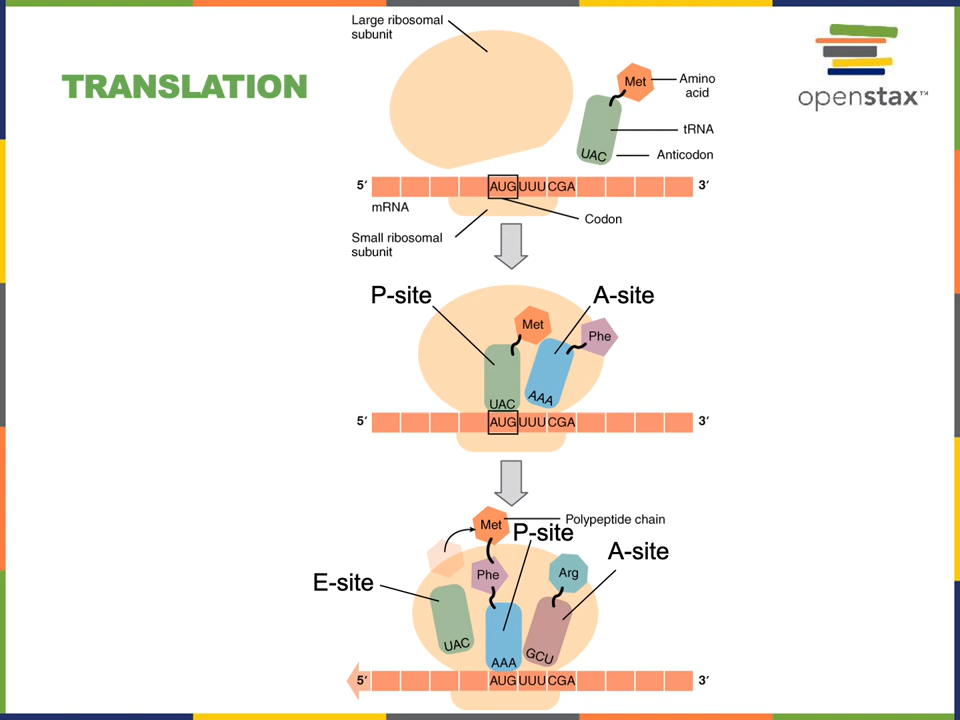 Large ribosomal
subunit
TRANSLATION
openstax™
Met
Amino
acid
tRNA
UAC
Anticodon
5′ AUG UUU CGA 3′
mRNA
Codon
Small ribosomal
subunit
P-site
A-site
Met
Phe
UAC
AAA
5′ AUG UUU CGA 3′
Met
Polypeptide chain
P-site
A-site
E-site
Phe
Arg
UAC
AAA
GCU
5′ AUG UUU CGA 3′